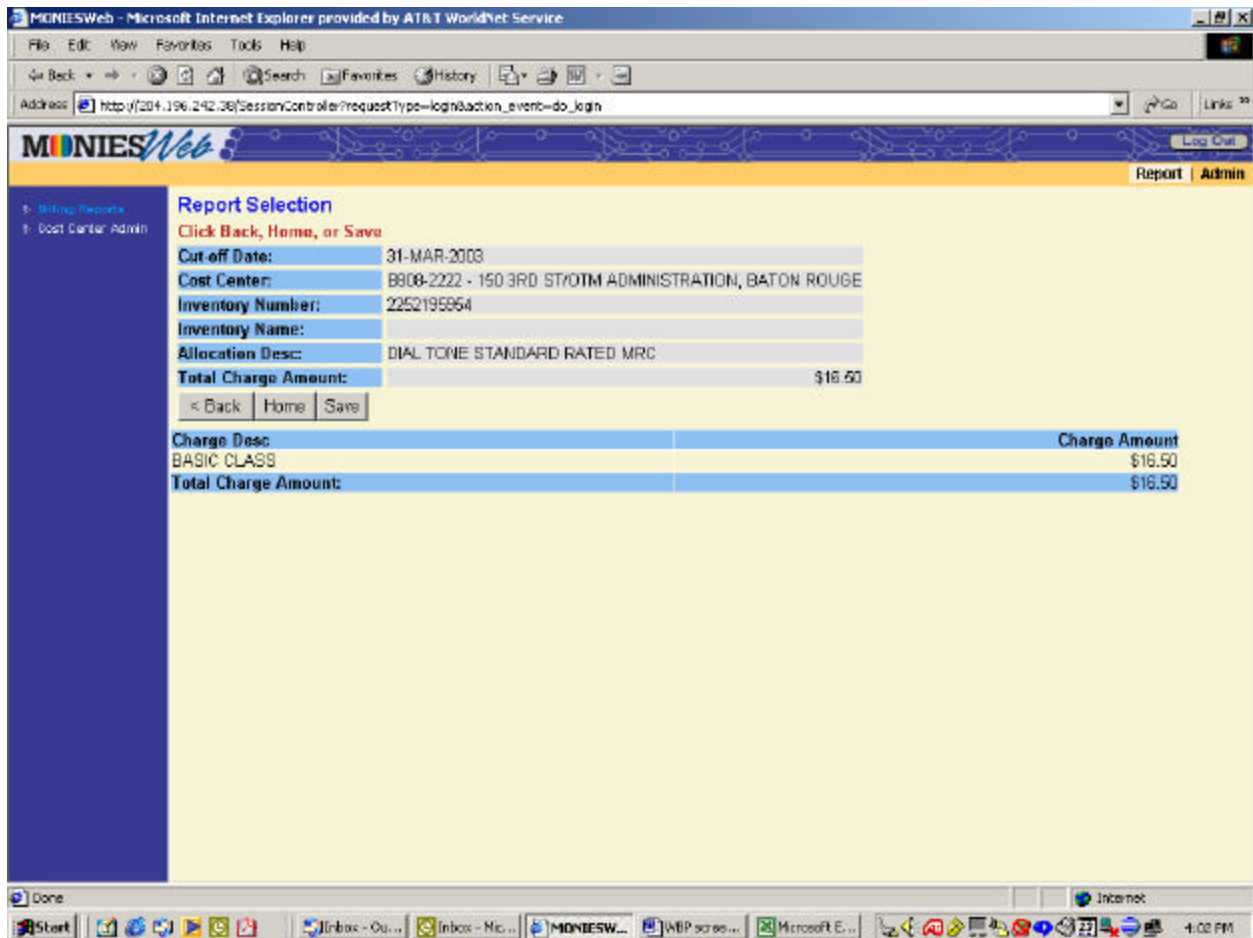 MONIESWeb - Microsoft Internet Explorer provided by AT&T WorldNet Service
File Edit View Favorites Tools Help
Back Search Favorites History
Address http://204.196.242.38/SessionController?requestType=login&action_event=do_login Go Links »
MONIESWeb Log Out
Report | Admin
Billing Reports
Cost Center Admin
Report Selection
Click Back, Home, or Save
Cut-off Date: 31-MAR-2003
Cost Center: 8908-2222 - 150 3RD ST/OTM ADMINISTRATION, BATON ROUGE
Inventory Number: 2252195954
Inventory Name:
Allocation Desc: DIAL TONE STANDARD RATED MRC
Total Charge Amount: $16.50
< Back Home Save
Charge Desc Charge Amount
BASIC CLASS $16.50
Total Charge Amount: $16.50
Done Internet
Start Inbox - Ou... Inbox - Mic... MONIESW... WBP scree... Microsoft E... 4:02 PM